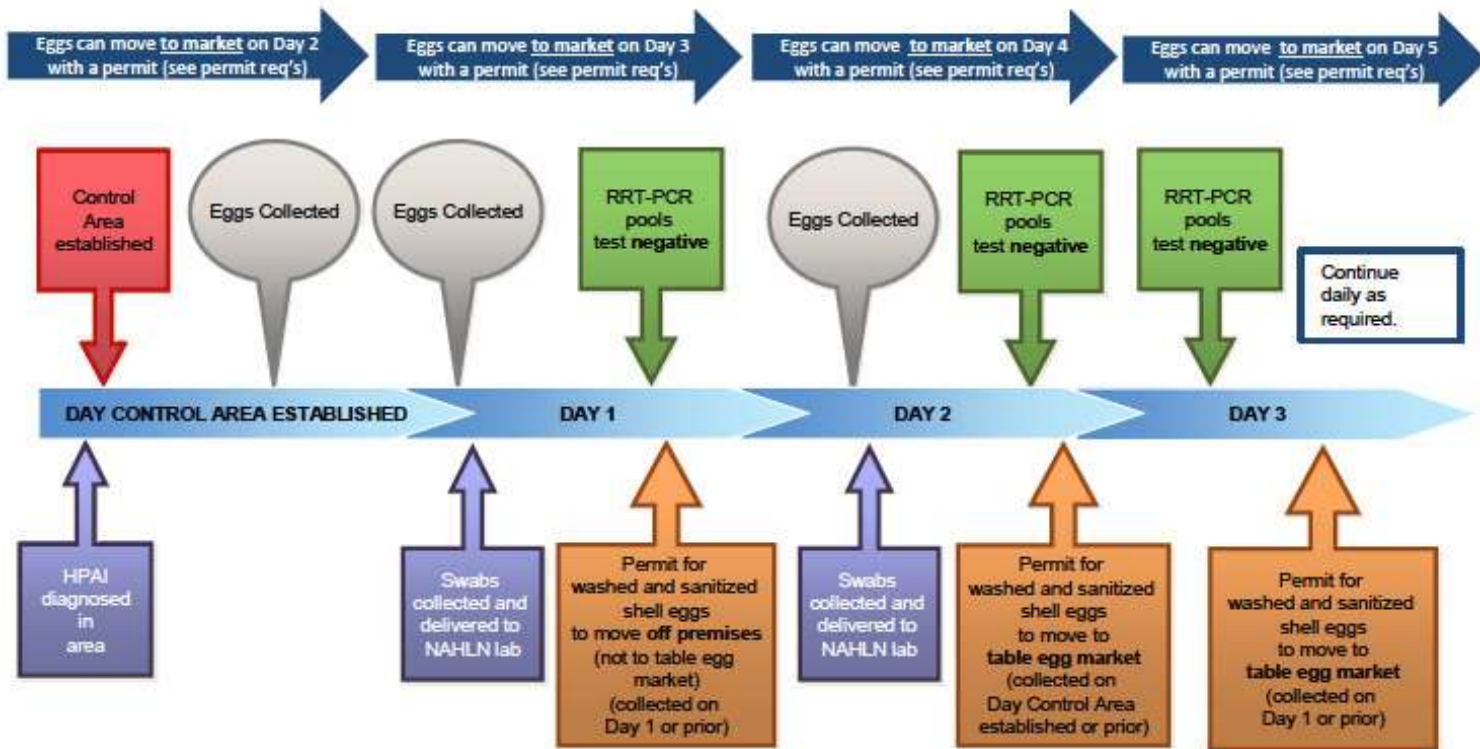 Eggs can move to market on Day 2
with a permit (see permit req's)
Eggs can move to market on Day 3
with a permit (see permit req's)
Eggs can move to market on Day 4
with a permit (see permit req's)
Eggs can move to market on Day 5
with a permit (see permit req's)
Control
Area
established
Eggs Collected
Eggs Collected
RRT-PCR
pools
test negative
Eggs Collected
RRT-PCR
pools
test negative
RRT-PCR
pools
test negative
Continue
daily as
required.
DAY CONTROL AREA ESTABLISHED
DAY 1
DAY 2
DAY 3
HPAI
diagnosed
in
area
Swabs
collected and
delivered to
NAHLN lab
Permit for
washed and sanitized
shell eggs
to move off premises
(not to table egg
market)
(collected on
Day 1 or prior)
Swabs
collected and
delivered to
NAHLN lab
Permit for
washed and sanitized
shell eggs
to move to
table egg market
(collected on
Day Control Area
established or prior)
Permit for
washed and sanitized
shell eggs
to move to
table egg market
(collected on
Day 1 or prior)